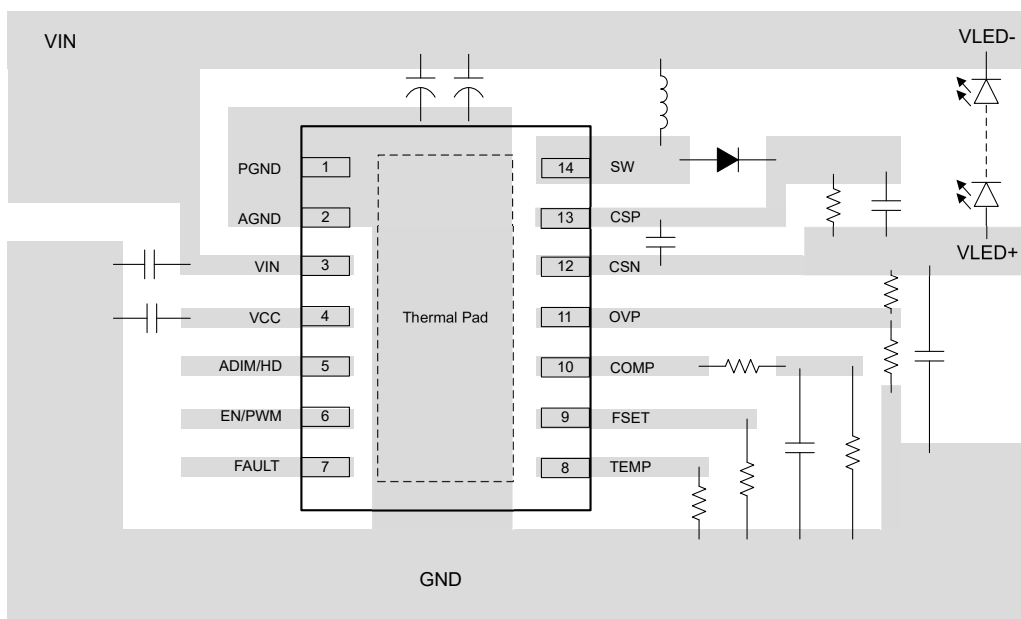 VIN
VLED-
PGND 1
14 SW
AGND 2
13 CSP
VLED+
VIN 3
12 CSN
VCC 4
Thermal Pad
11 OVP
ADIM/HD 5
10 COMP
EN/PWM 6
9 FSET
FAULT 7
8 TEMP
GND